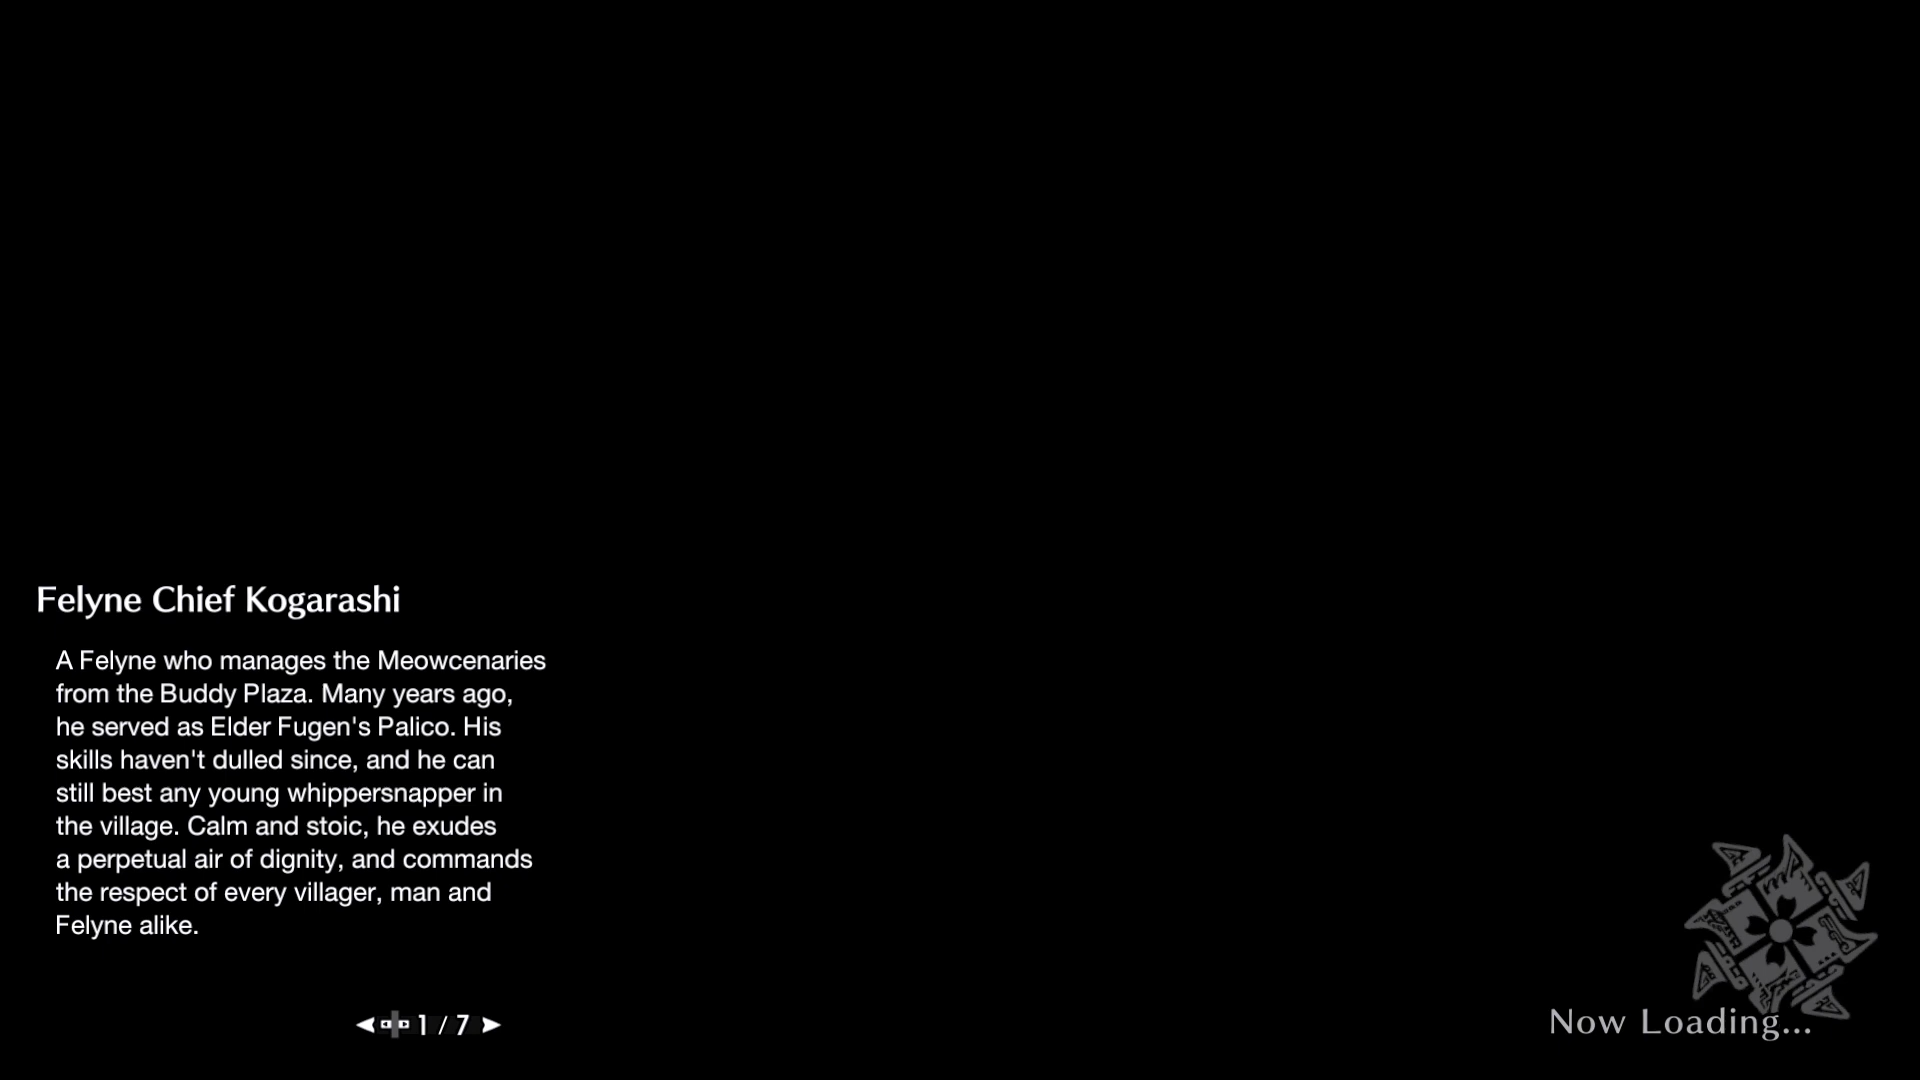 Felyne Chief Kogarashi
A Felyne who manages the Meowcenaries
from the Buddy Plaza. Many years ago,
he served as Elder Fugen's Palico. His
skills haven't dulled since, and he can
still best any young whippersnapper in
the village. Calm and stoic, he exudes
a perpetual air of dignity, and commands
the respect of every villager, man and
Felyne alike.
1 / 7
Now Loading...